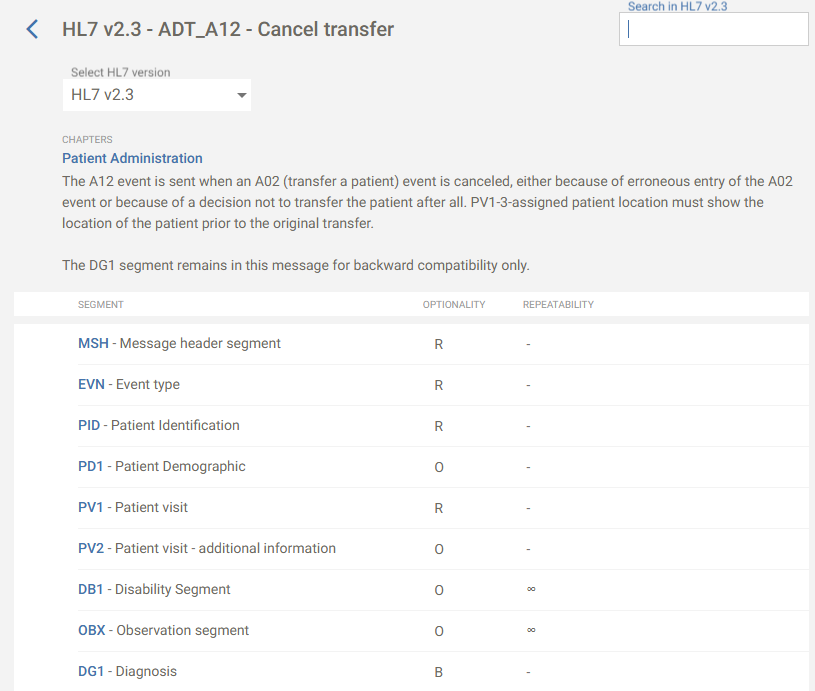 Search in HL7 v2.3
HL7 v2.3 - ADT_A12 - Cancel transfer
Select HL7 version
HL7 v2.3
CHAPTERS
Patient Administration
The A12 event is sent when an A02 (transfer a patient) event is canceled, either because of erroneous entry of the A02
event or because of a decision not to transfer the patient after all. PV1-3-assigned patient location must show the
location of the patient prior to the original transfer.
The DG1 segment remains in this message for backward compatibility only.
SEGMENT OPTIONALITY REPEATABILITY
MSH - Message header segment R -
EVN - Event type R -
PID - Patient Identification R -
PD1 - Patient Demographic O -
PV1 - Patient visit R -
PV2 - Patient visit - additional information O -
DB1 - Disability Segment O ∞
OBX - Observation segment O ∞
DG1 - Diagnosis B -